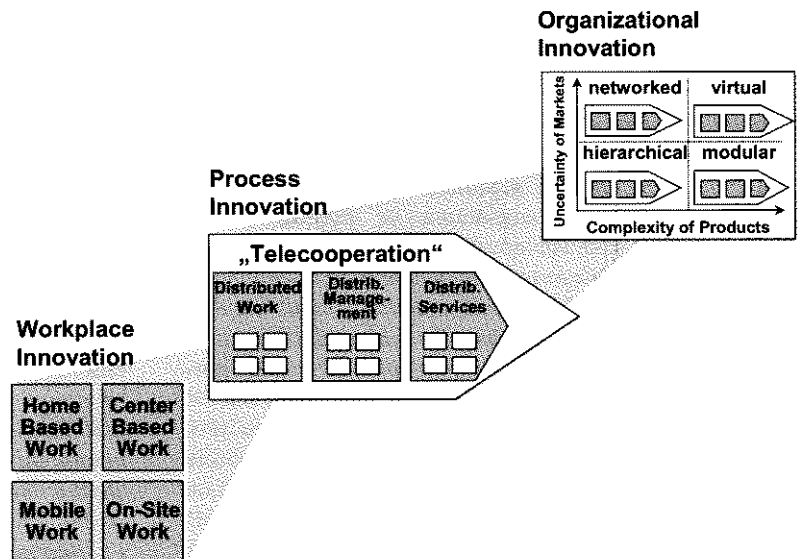 Organizational
Innovation
networked virtual
hierarchical modular
Uncertainty of Markets
Complexity of Products
Process
Innovation
„Telecooperation“
Distributed
Work
Distrib.
Manage-
ment
Distrib.
Services
Workplace
Innovation
Home
Based
Work
Center
Based
Work
Mobile
Work
On-Site
Work